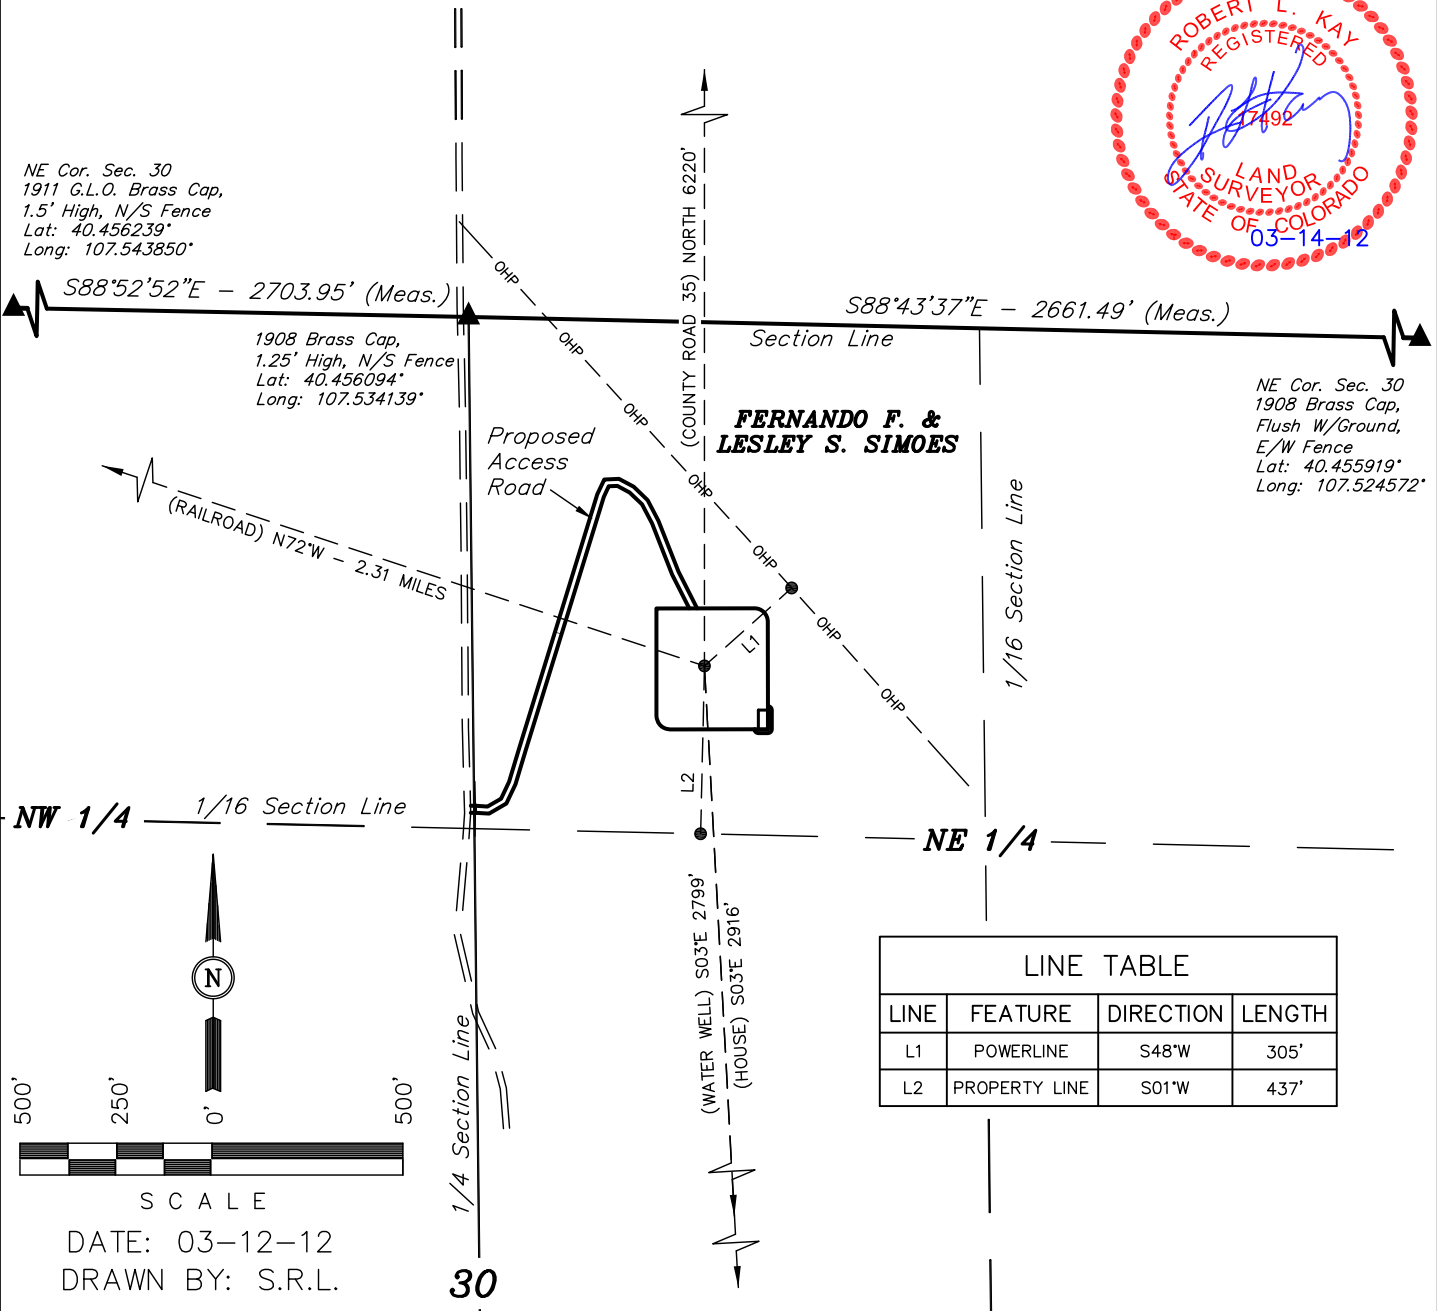 ROBERT L. KAY
REGISTERED
17492
LAND
SURVEYOR
STATE OF COLORADO
03-14-12
NE Cor. Sec. 30
1911 G.L.O. Brass Cap,
1.5' High, N/S Fence
Lat: 40.456239°
Long: 107.543850°
S88°52'52"E - 2703.95' (Meas.)
S88°43'37"E - 2661.49' (Meas.)
Section Line
1908 Brass Cap,
1.25' High, N/S Fence
Lat: 40.456094°
Long: 107.534139°
NE Cor. Sec. 30
1908 Brass Cap,
Flush W/Ground,
E/W Fence
Lat: 40.455919°
Long: 107.524572°
(COUNTY ROAD 35) NORTH 6220'
OHP
OHP
OHP
OHP
OHP
OHP
OHP
FERNANDO F. &
LESLEY S. SIMOES
Proposed
Access
Road
(RAILROAD) N72°W - 2.31 MILES
1/16 Section Line
L1
L2
NW 1/4
1/16 Section Line
NE 1/4
N
(WATER WELL) S03°E 2799'
(HOUSE) S03°E 2916'
1/4 Section Line
LINE TABLE
LINE FEATURE DIRECTION LENGTH
L1 POWERLINE S48°W 305'
L2 PROPERTY LINE S01°W 437'
500' 250' 0' 500'
SCALE
DATE: 03-12-12
DRAWN BY: S.R.L.
30